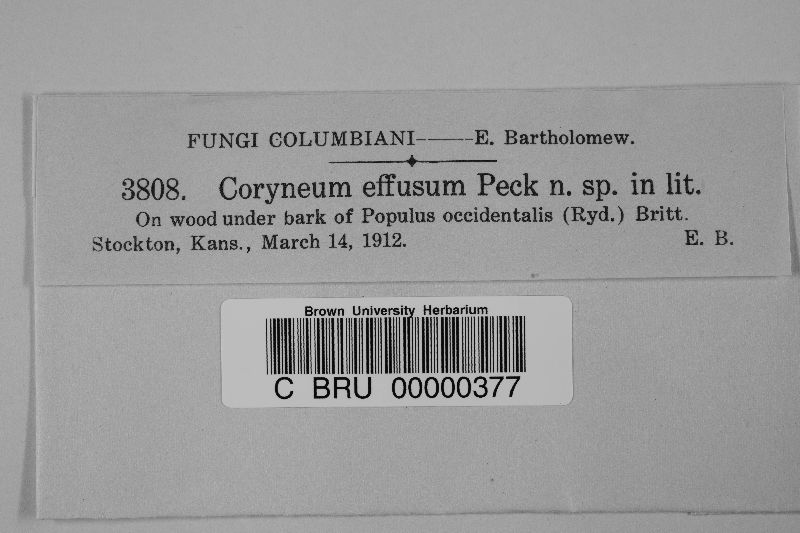 FUNGI COLUMBIANI——E. Bartholomew.
3808. Coryneum effusum Peck n. sp. in lit.
On wood under bark of Populus occidentalis (Ryd.) Britt.
Stockton, Kans., March 14, 1912. E. B.
Brown University Herbarium
C BRU 00000377